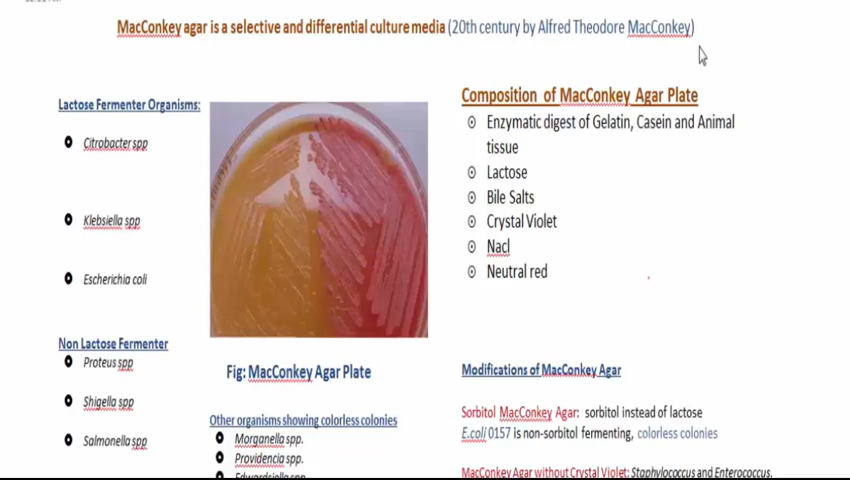 MacConkey agar is a selective and differential culture media (20th century by Alfred Theodore MacConkey)
Lactose Fermenter Organisms:
Citrobacter spp
Klebsiella spp
Escherichia coli
Non Lactose Fermenter
Proteus spp
Shigella spp
Salmonella spp
Fig: MacConkey Agar Plate
Other organisms showing colorless colonies
Morganella spp.
Providencia spp.
Edwardsiella spp.
Composition of MacConkey Agar Plate
Enzymatic digest of Gelatin, Casein and Animal
tissue
Lactose
Bile Salts
Crystal Violet
Nacl
Neutral red
Modifications of MacConkey Agar
Sorbitol MacConkey Agar: sorbitol instead of lactose
E.coli 0157 is non-sorbitol fermenting, colorless colonies
MacConkey Agar without Crystal Violet: Staphylococcus and Enterococcus.